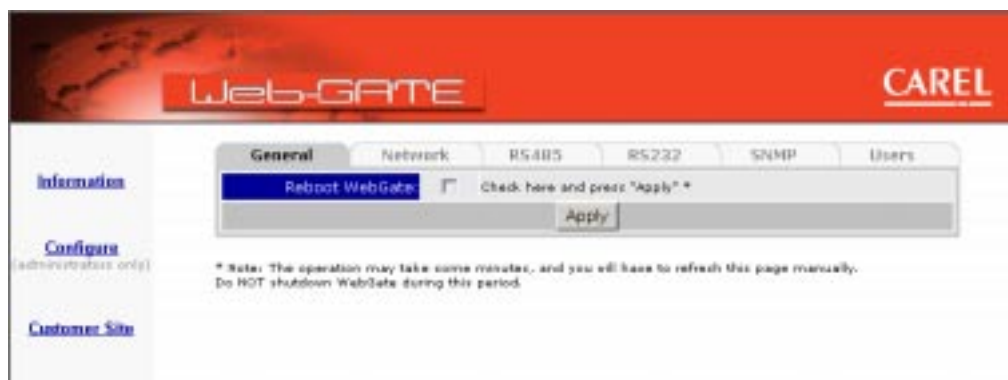 Web-GATE
CAREL
General Network RS485 RS232 SNMP Users
Information
Reboot WebGate: Check here and press "Apply" *
Apply
Configure
(administrators only)
* Note: The operation may take some minutes, and you will have to refresh this page manually.
Do NOT shutdown WebGate during this period.
Customer Site